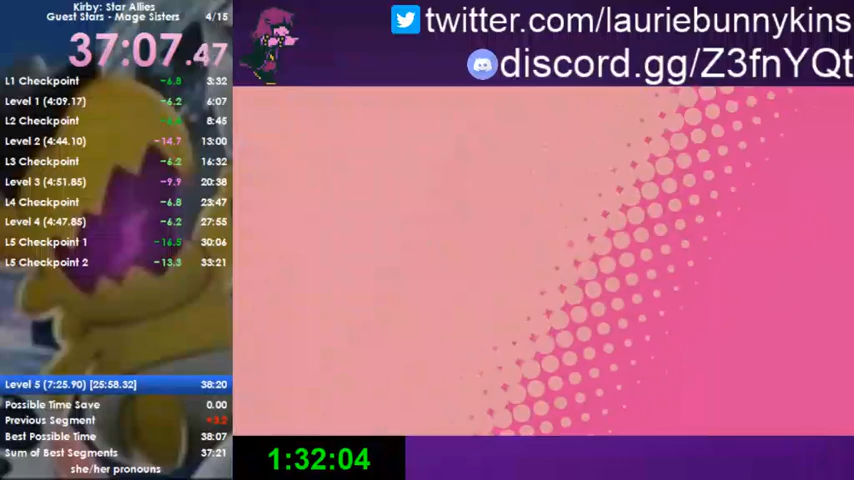 Kirby: Star Allies
Guest Stars - Mage Sisters 4/15
37:07.47
L1 Checkpoint -6.8 3:32
Level 1 (4:09.17) -6.2 6:07
L2 Checkpoint 8:45
Level 2 (4:44.10) -14.7 13:00
L3 Checkpoint -6.2 16:32
Level 3 (4:51.85) -9.9 20:38
L4 Checkpoint -6.8 23:47
Level 4 (4:47.85) -6.2 27:55
L5 Checkpoint 1 -16.5 30:06
L5 Checkpoint 2 -13.3 33:21
Level 5 (7:25.90) [25:58.32] 38:20
Possible Time Save 0.00
Previous Segment +3.2
Best Possible Time 38:07
Sum of Best Segments 37:21
she/her pronouns
twitter.com/lauriebunnykins
discord.gg/Z3fnYQt
1:32:04